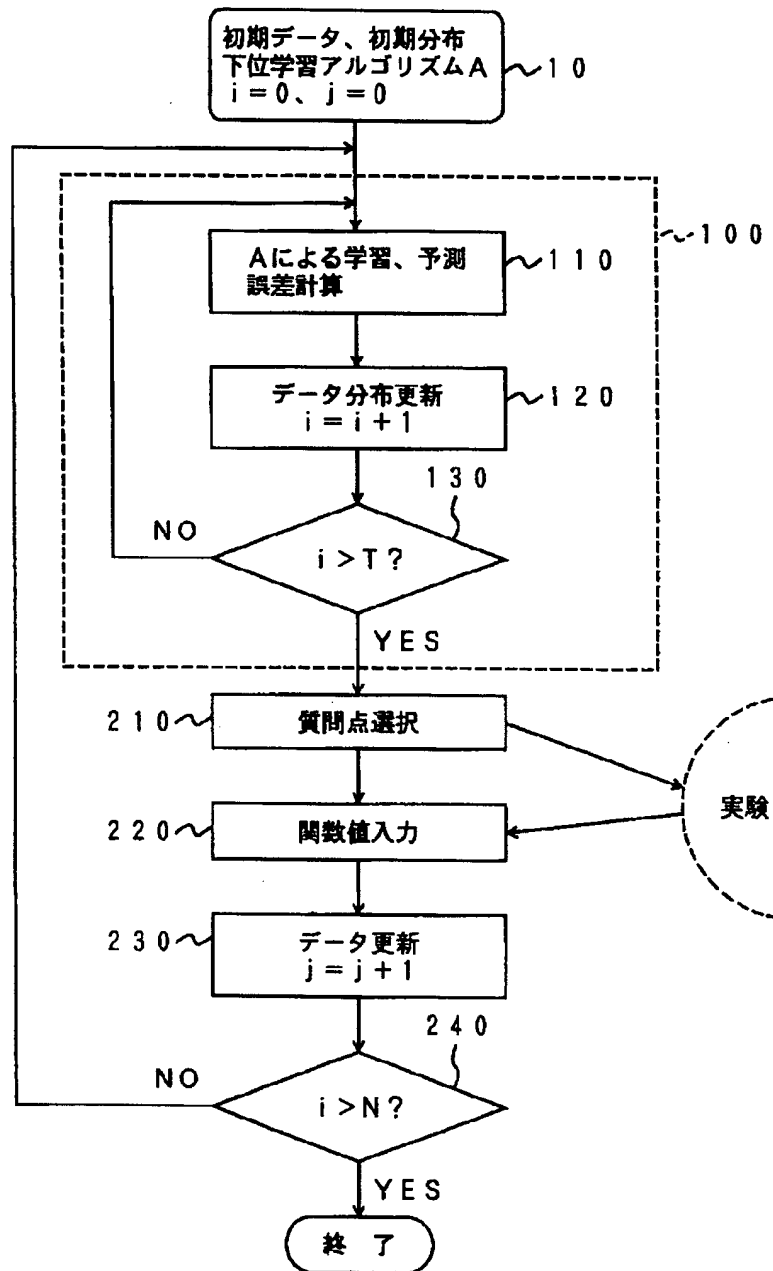 初期データ、初期分布
下位学習アルゴリズムA
i=0、j=0
10
100
Aによる学習、予測
誤差計算
110
データ分布更新
i=i+1
120
130
NO
i>T?
YES
210
質問点選択
実験
220
関数値入力
230
データ更新
j=j+1
240
NO
i>N?
YES
終 了